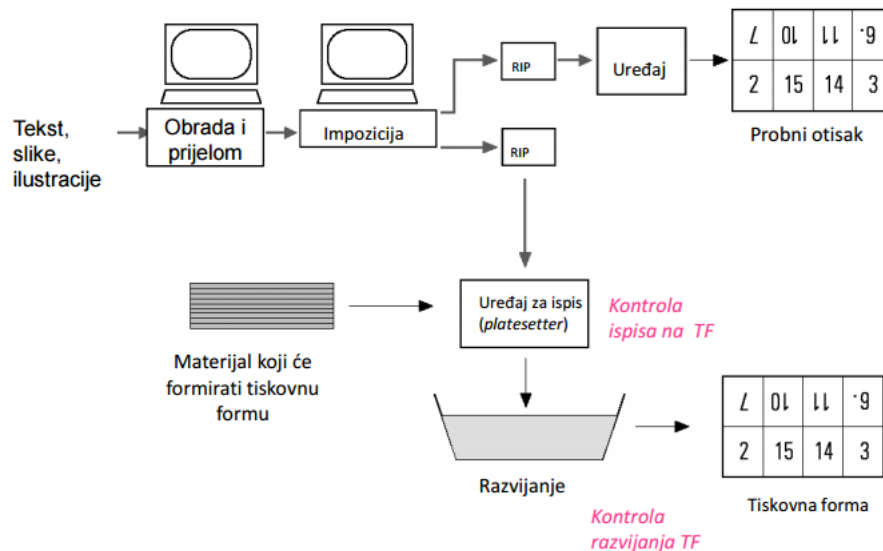 Tekst,
slike,
ilustracije
Obrada i
prijelom
Impozicija
RIP
RIP
Uređaj
7 10 11 6.
2 15 14 3
Probni otisak
Materijal koji će
formirati tiskovnu
formu
Uređaj za ispis
(platesetter)
Kontrola
ispisa na TF
Razvijanje
Kontrola
razvijanja TF
7 10 11 6.
2 15 14 3
Tiskovna forma